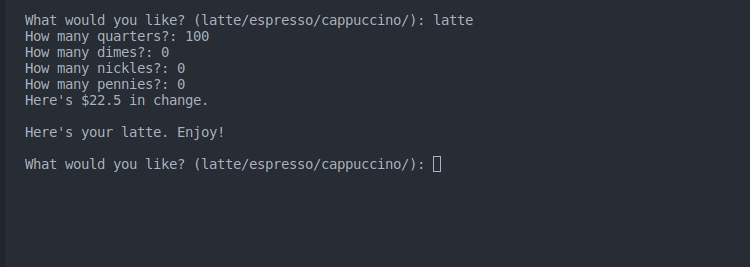 What would you like? (latte/espresso/cappuccino/): latte
How many quarters?: 100
How many dimes?: 0
How many nickles?: 0
How many pennies?: 0
Here's $22.5 in change.
Here's your latte. Enjoy!
What would you like? (latte/espresso/cappuccino/):